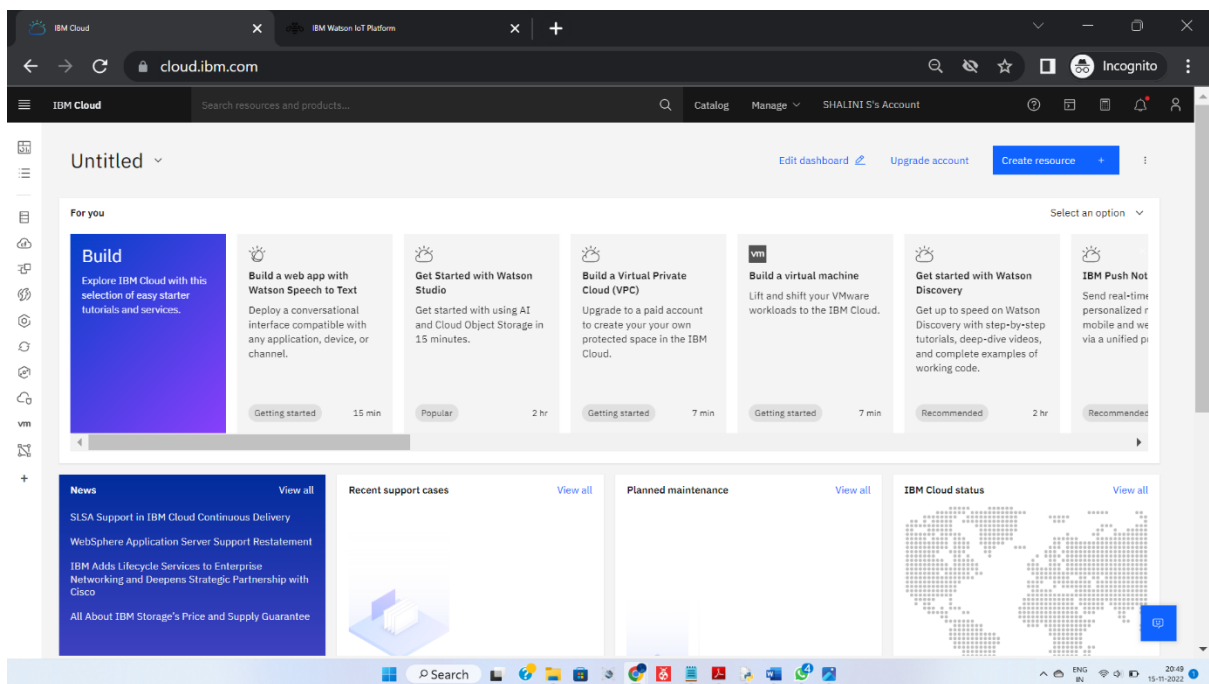 IBM Cloud
IBM Watson IoT Platform
cloud.ibm.com
Incognito
IBM Cloud
Search resources and products...
Catalog
Manage
SHALINI S's Account
Untitled
Edit dashboard
Upgrade account
Create resource +
For you
Select an option
Build
Explore IBM Cloud with this
selection of easy starter
tutorials and services.
Build a web app with
Watson Speech to Text
Deploy a conversational
interface compatible with
any application, device, or
channel.
Getting started
15 min
Get Started with Watson
Studio
Get started with using AI
and Cloud Object Storage in
15 minutes.
Popular
2 hr
Build a Virtual Private
Cloud (VPC)
Upgrade to a paid account
to create your your own
protected space in the IBM
Cloud.
Getting started
7 min
vm
Build a virtual machine
Lift and shift your VMware
workloads to the IBM Cloud.
Getting started
7 min
Get started with Watson
Discovery
Get up to speed on Watson
Discovery with step-by-step
tutorials, deep-dive videos,
and complete examples of
working code.
Recommended
2 hr
IBM Push Not
Send real-time
personalized
mobile and we
via a unified
Recommended
vm
News
View all
SLSA Support in IBM Cloud Continuous Delivery
WebSphere Application Server Support Restatement
IBM Adds Lifecycle Services to Enterprise
Networking and Deepens Strategic Partnership with
Cisco
All About IBM Storage's Price and Supply Guarantee
Recent support cases
View all
Planned maintenance
View all
IBM Cloud status
View all
Search
4
ENG
IN
20:49
15-11-2022
1